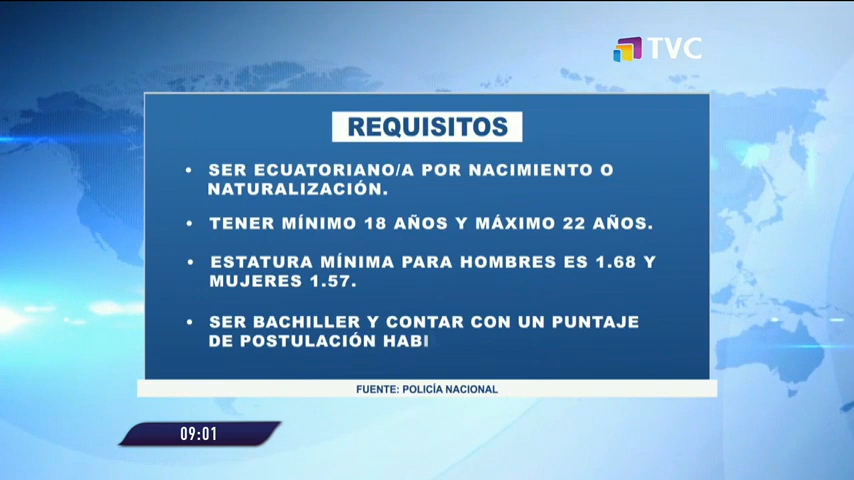 TVC
REQUISITOS
• SER ECUATORIANO/A POR NACIMIENTO O
NATURALIZACIÓN.
• TENER MÍNIMO 18 AÑOS Y MÁXIMO 22 AÑOS.
• ESTATURA MÍNIMA PARA HOMBRES ES 1.68 Y
MUJERES 1.57.
• SER BACHILLER Y CONTAR CON UN PUNTAJE
DE POSTULACIÓN HABI
FUENTE: POLICÍA NACIONAL
09:01